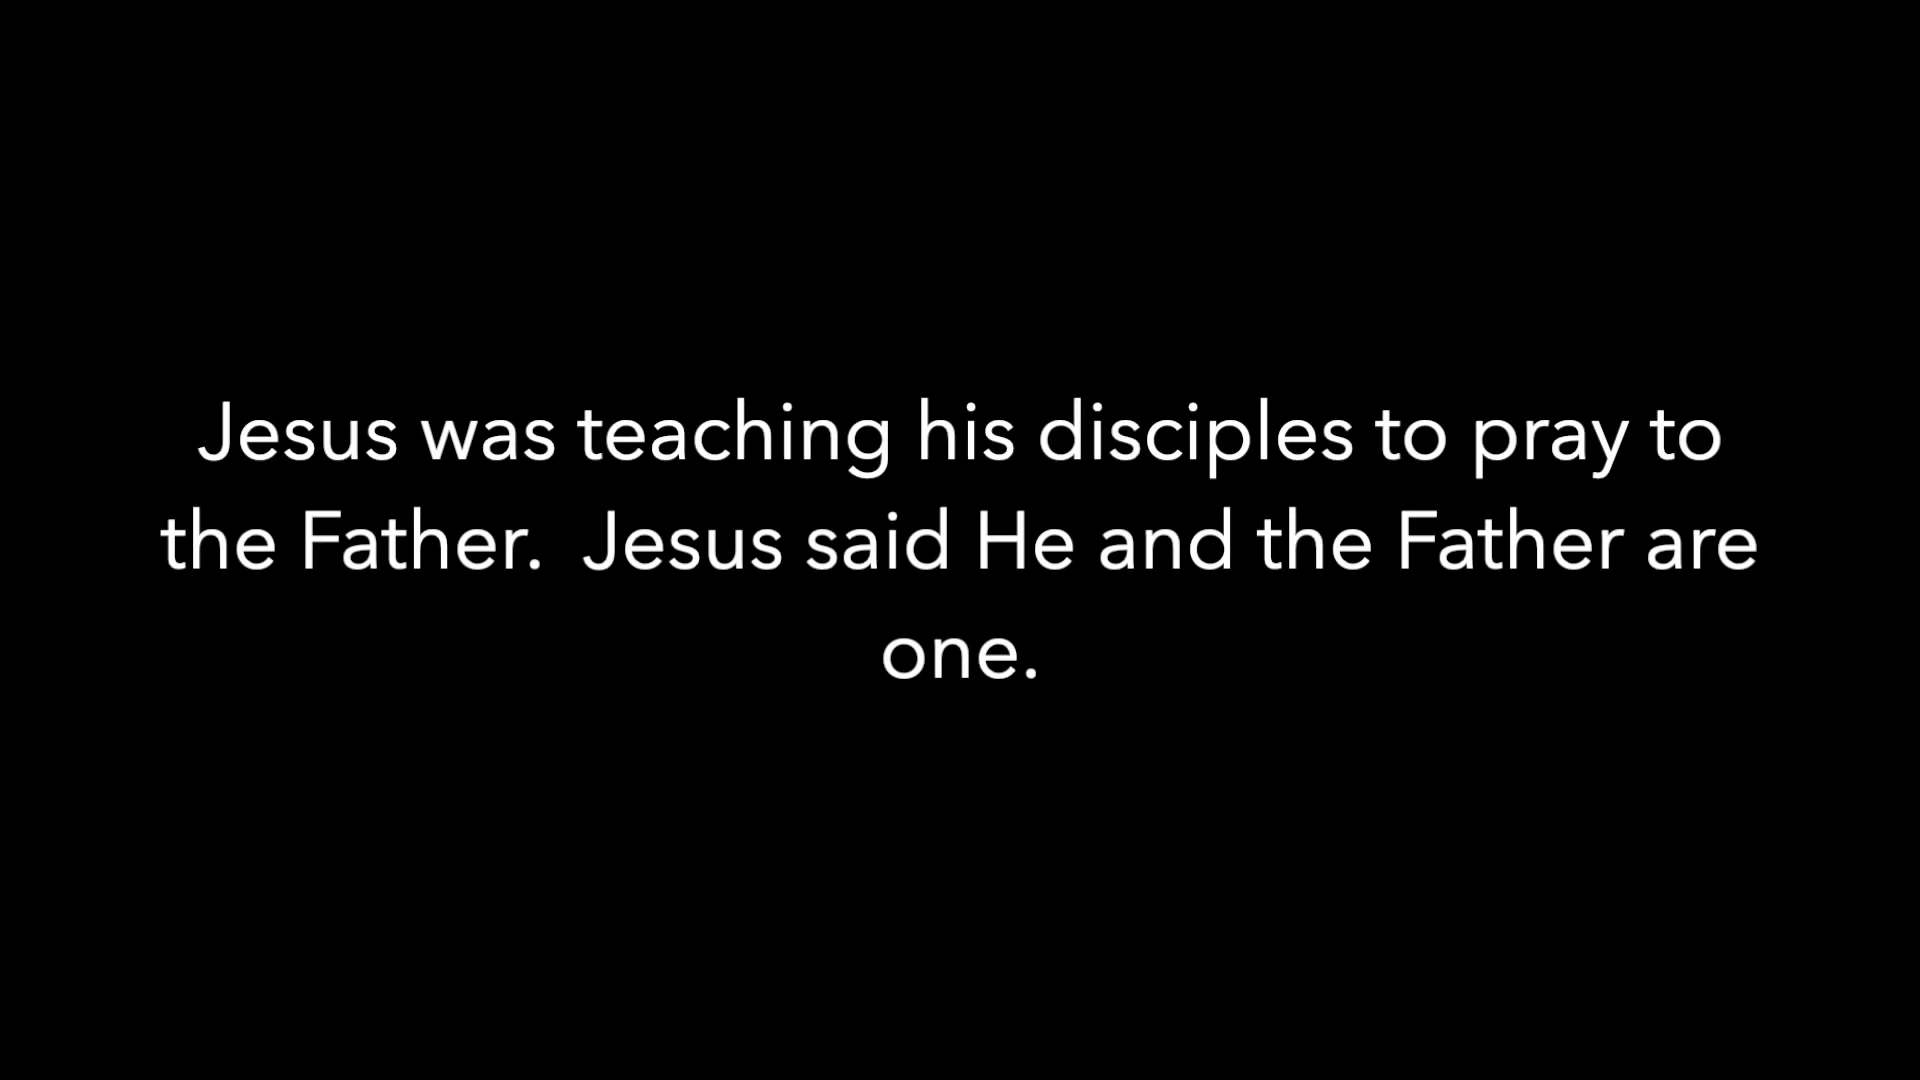 Jesus was teaching his disciples to pray to
the Father.  Jesus said He and the Father are
one.